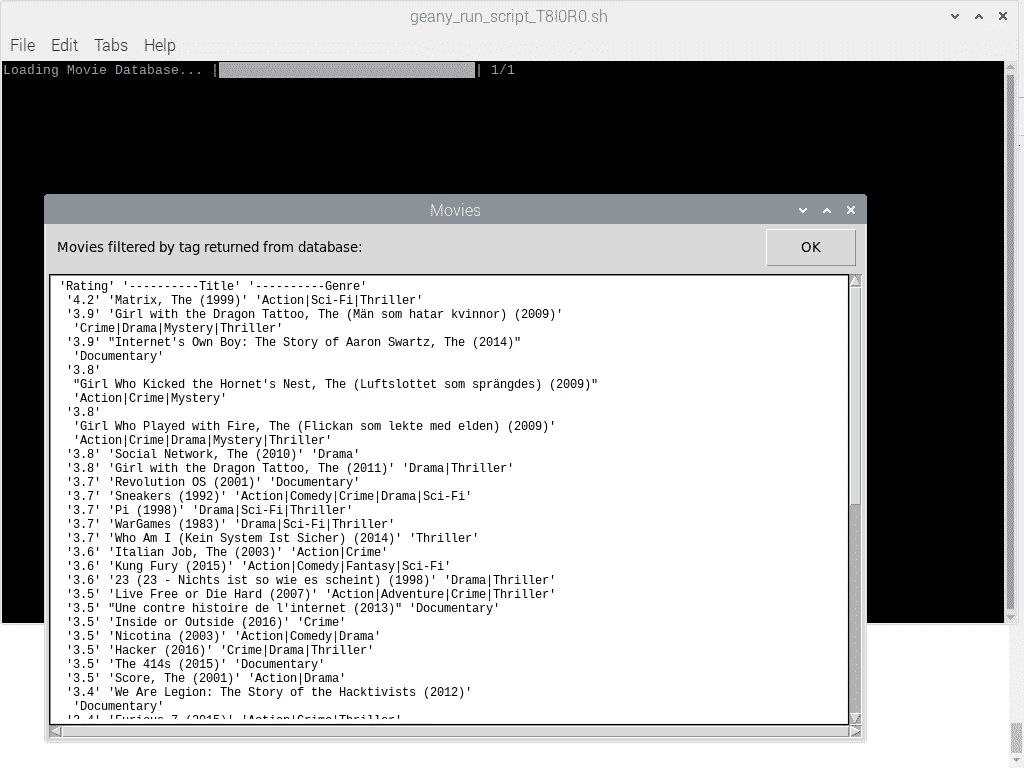 geany_run_script_T8I0R0.sh
File Edit Tabs Help
Loading Movie Database... | | 1/1
Movies
Movies filtered by tag returned from database:
OK
'Rating' '----------Title' '----------Genre'
'4.2' 'Matrix, The (1999)' 'Action|Sci-Fi|Thriller'
'3.9' 'Girl with the Dragon Tattoo, The (Män som hatar kvinnor) (2009)'
'Crime|Drama|Mystery|Thriller'
'3.9' "Internet's Own Boy: The Story of Aaron Swartz, The (2014)"
'Documentary'
'3.8'
"Girl Who Kicked the Hornet's Nest, The (Luftslottet som sprängdes) (2009)"
'Action|Crime|Mystery'
'3.8'
'Girl Who Played with Fire, The (Flickan som lekte med elden) (2009)'
'Action|Crime|Drama|Mystery|Thriller'
'3.8' 'Social Network, The (2010)' 'Drama'
'3.8' 'Girl with the Dragon Tattoo, The (2011)' 'Drama|Thriller'
'3.7' 'Revolution OS (2001)' 'Documentary'
'3.7' 'Sneakers (1992)' 'Action|Comedy|Crime|Drama|Sci-Fi'
'3.7' 'Pi (1998)' 'Drama|Sci-Fi|Thriller'
'3.7' 'WarGames (1983)' 'Drama|Sci-Fi|Thriller'
'3.7' 'Who Am I (Kein System Ist Sicher) (2014)' 'Thriller'
'3.6' 'Italian Job, The (2003)' 'Action|Crime'
'3.6' 'Kung Fury (2015)' 'Action|Comedy|Fantasy|Sci-Fi'
'3.6' '23 (23 - Nichts ist so wie es scheint) (1998)' 'Drama|Thriller'
'3.5' 'Live Free or Die Hard (2007)' 'Action|Adventure|Crime|Thriller'
'3.5' "Une contre histoire de l'internet (2013)" 'Documentary'
'3.5' 'Inside or Outside (2016)' 'Crime'
'3.5' 'Nicotina (2003)' 'Action|Comedy|Drama'
'3.5' 'Hacker (2016)' 'Crime|Drama|Thriller'
'3.5' 'The 414s (2015)' 'Documentary'
'3.5' 'Score, The (2001)' 'Action|Drama'
'3.4' 'We Are Legion: The Story of the Hacktivists (2012)'
'Documentary'
'3.4' 'Furious 7 (2015)' 'Action|Crime|Thriller'